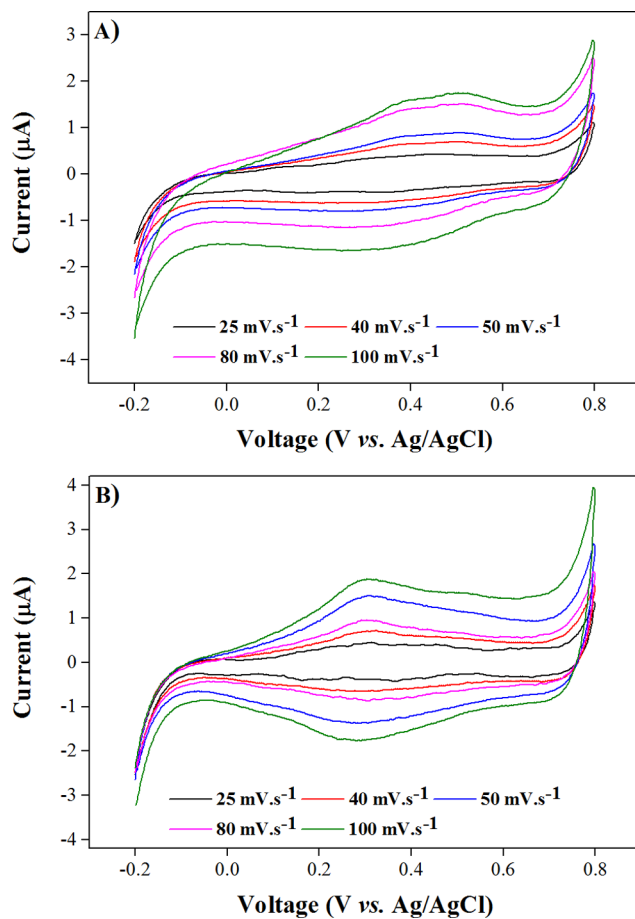 A)
3
2
1
0
-1
-2
-3
-4
Current (μA)
25 mV.s⁻¹ 40 mV.s⁻¹ 50 mV.s⁻¹
80 mV.s⁻¹ 100 mV.s⁻¹
-0.2 0.0 0.2 0.4 0.6 0.8
Voltage (V vs. Ag/AgCl)
B)
4
3
2
1
0
-1
-2
-3
-4
Current (μA)
25 mV.s⁻¹ 40 mV.s⁻¹ 50 mV.s⁻¹
80 mV.s⁻¹ 100 mV.s⁻¹
-0.2 0.0 0.2 0.4 0.6 0.8
Voltage (V vs. Ag/AgCl)